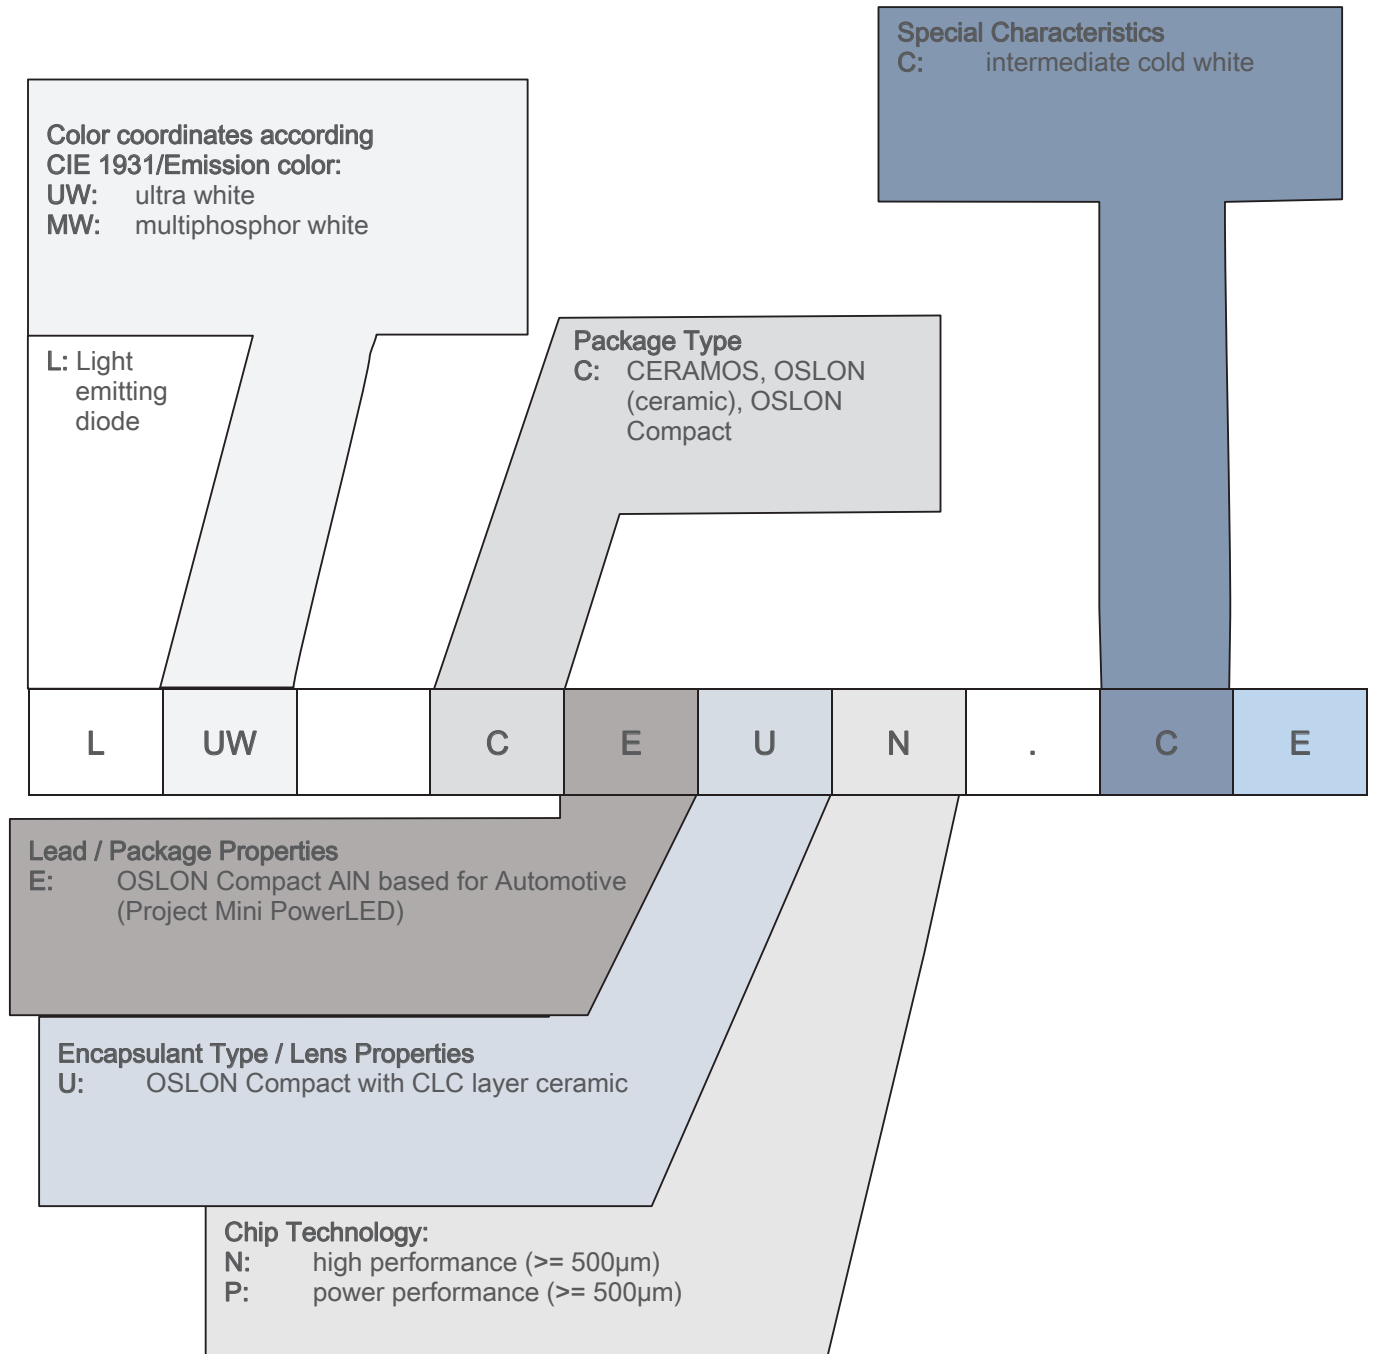 Special Characteristics
C: intermediate cold white
Color coordinates according
CIE 1931/Emission color:
UW: ultra white
MW: multiphosphor white
L: Light
emitting
diode
Package Type
C: CERAMOS, OSLON
(ceramic), OSLON
Compact
L UW C E U N . C E
Lead / Package Properties
E: OSLON Compact AlN based for Automotive
(Project Mini PowerLED)
Encapsulant Type / Lens Properties
U: OSLON Compact with CLC layer ceramic
Chip Technology:
N: high performance (>= 500µm)
P: power performance (>= 500µm)